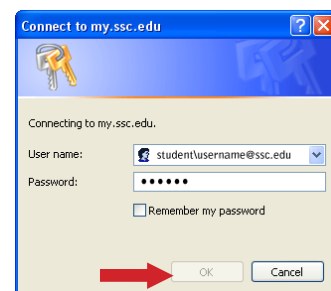 Connect to my.ssc.edu
Connecting to my.ssc.edu.
User name: student\username@ssc.edu
Password: ••••••
Remember my password
OK Cancel